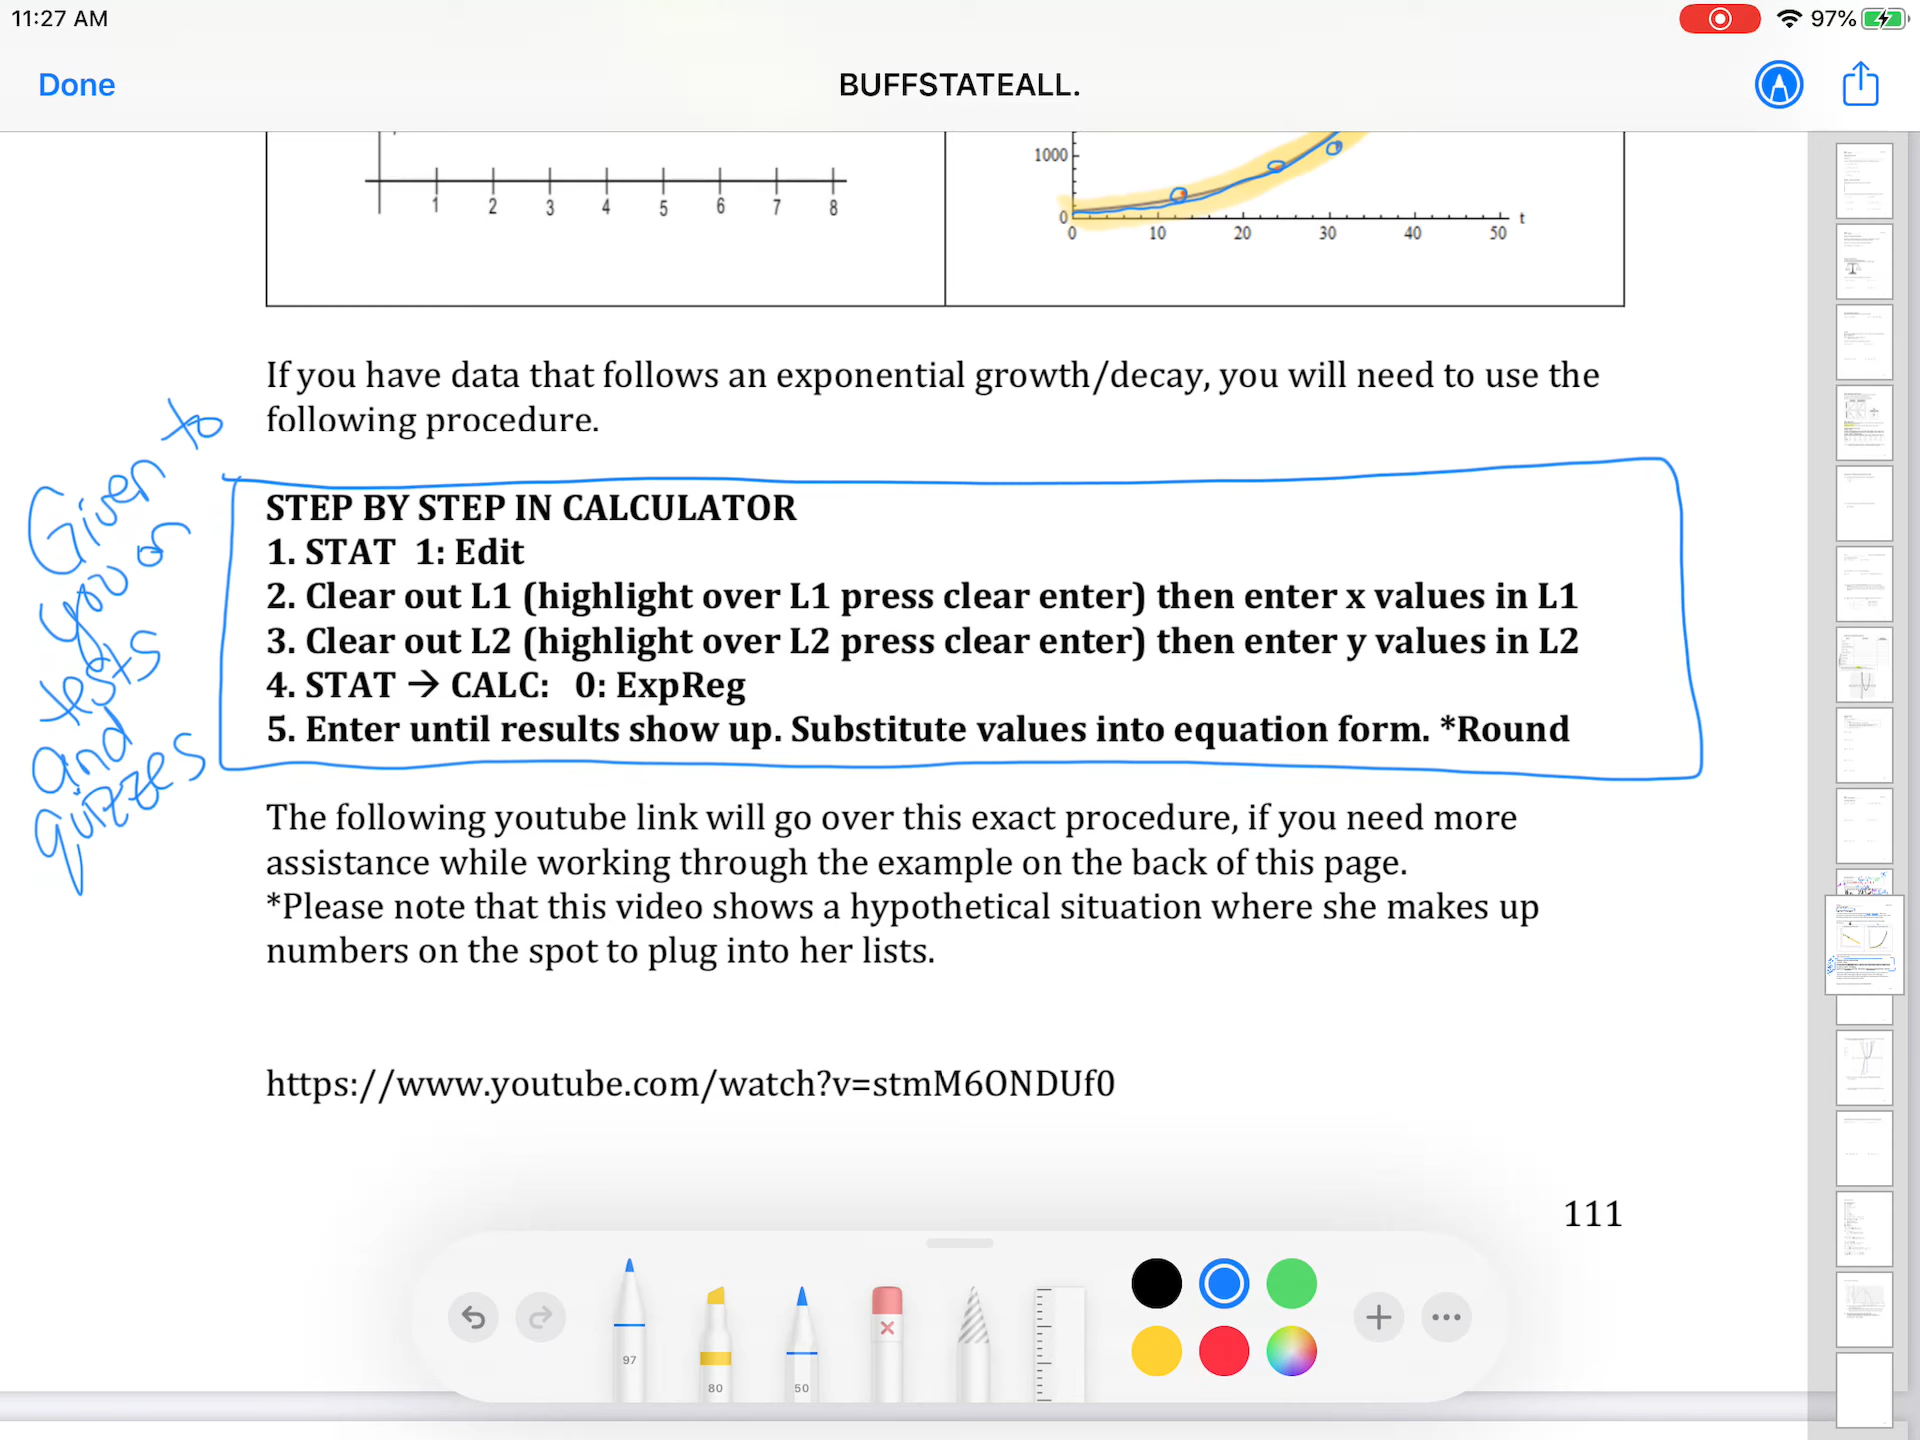 11:27 AM
97%
Done
BUFFSTATEALL.
1 2 3 4 5 6 7 8
1000
0
t
0 10 20 30 40 50
If you have data that follows an exponential growth/decay, you will need to use the
following procedure.
Given to
you on
tests
and
quizzes
STEP BY STEP IN CALCULATOR
1. STAT 1: Edit
2. Clear out L1 (highlight over L1 press clear enter) then enter x values in L1
3. Clear out L2 (highlight over L2 press clear enter) then enter y values in L2
4. STAT → CALC: 0: ExpReg
5. Enter until results show up. Substitute values into equation form. *Round
The following youtube link will go over this exact procedure, if you need more
assistance while working through the example on the back of this page.
*Please note that this video shows a hypothetical situation where she makes up
numbers on the spot to plug into her lists.
https://www.youtube.com/watch?v=stmM6ONDUf0
111
97
80
50